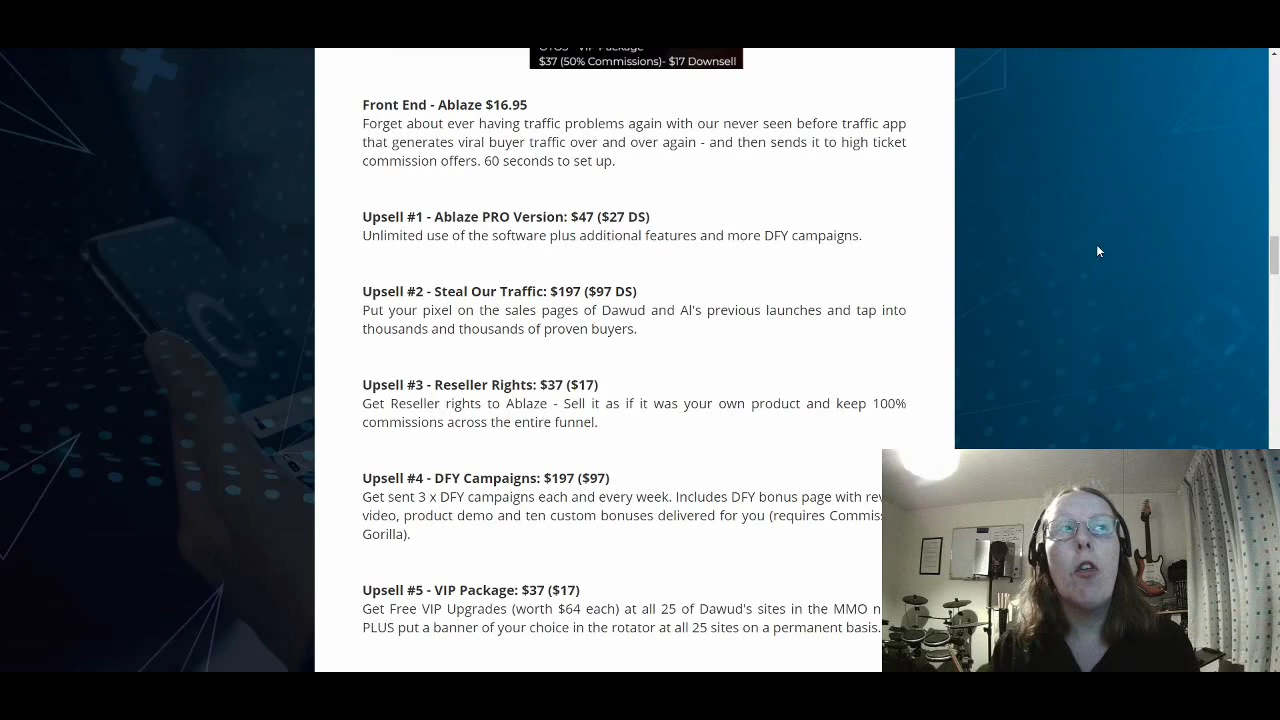 $37 (50% Commissions)- $17 Downsell
Front End - Ablaze $16.95
Forget about ever having traffic problems again with our never seen before traffic app
that generates viral buyer traffic over and over again - and then sends it to high ticket
commission offers. 60 seconds to set up.
Upsell #1 - Ablaze PRO Version: $47 ($27 DS)
Unlimited use of the software plus additional features and more DFY campaigns.
Upsell #2 - Steal Our Traffic: $197 ($97 DS)
Put your pixel on the sales pages of Dawud and Al's previous launches and tap into
thousands and thousands of proven buyers.
Upsell #3 - Reseller Rights: $37 ($17)
Get Reseller rights to Ablaze - Sell it as if it was your own product and keep 100%
commissions across the entire funnel.
Upsell #4 - DFY Campaigns: $197 ($97)
Get sent 3 x DFY campaigns each and every week. Includes DFY bonus page with
video, product demo and ten custom bonuses delivered for you (requires
Gorilla).
Upsell #5 - VIP Package: $37 ($17)
Get Free VIP Upgrades (worth $64 each) at all 25 of Dawud's sites in the MMO
PLUS put a banner of your choice in the rotator at all 25 sites on a permanent basis.